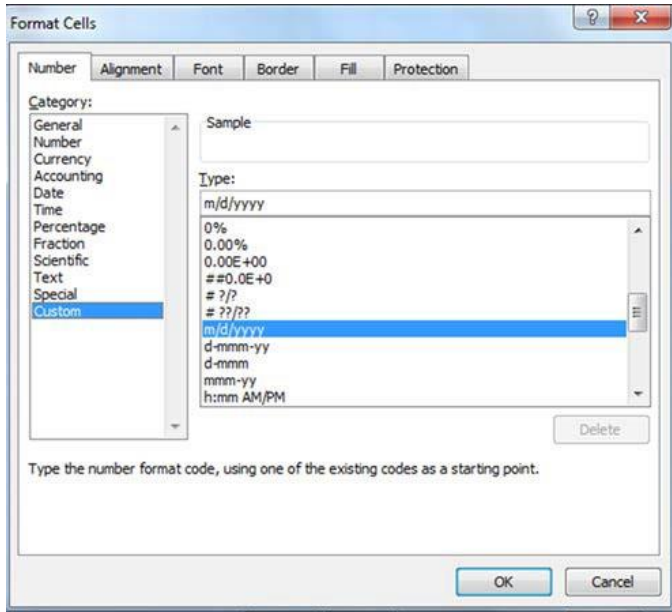 Format Cells
Number Alignment Font Border Fill Protection
Category:
General
Number
Currency
Accounting
Date
Time
Percentage
Fraction
Scientific
Text
Special
Custom
Sample
Type:
m/d/yyyy
0%
0.00%
0.00E+00
##0.0E+0
# ?/?
# ??/??
m/d/yyyy
d-mmm-yy
d-mmm
mmm-yy
h:mm AM/PM
Delete
Type the number format code, using one of the existing codes as a starting point.
OK Cancel